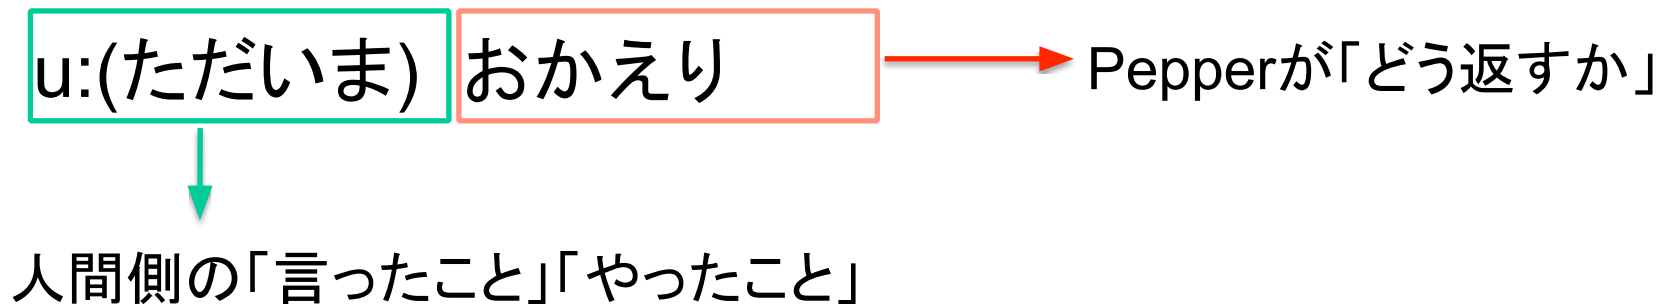 u:(ただいま) おかえり
Pepperが「どう返すか」
人間側の「言ったこと」「やったこと」